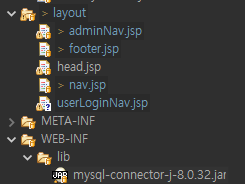 > layout
> adminNav.jsp
> footer.jsp
head.jsp
> nav.jsp
userLoginNav.jsp
META-INF
WEB-INF
lib
mysql-connector-j-8.0.32.jar